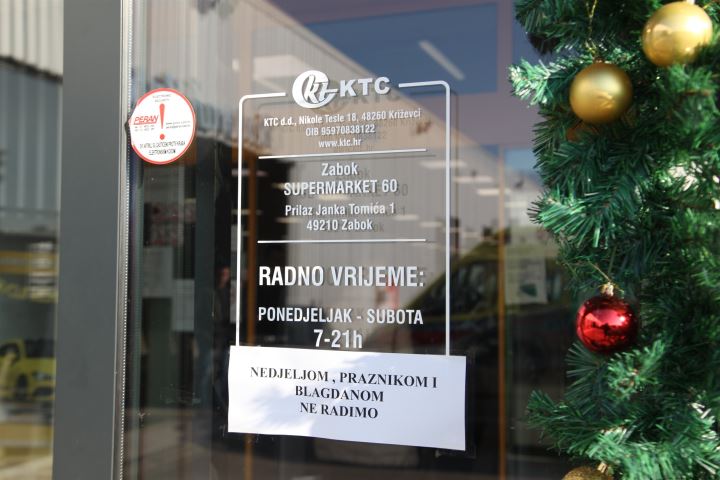 kt KTC
KTC d.d., Nikole Tesle 18, 48260 Križevci
OIB 95970838122
www.ktc.hr
Zabok
SUPERMARKET 60
Prilaz Janka Tomića 1
49210 Zabok
RADNO VRIJEME:
PONEDJELJAK - SUBOTA
7-21h
NEDJELJOM , PRAZNIKOM I
BLAGDANOM
NE RADIMO
PERAN
!